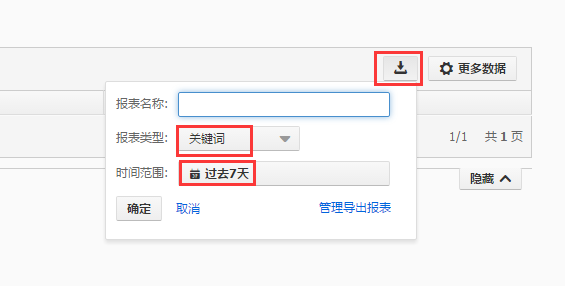 更多数据
报表名称:
报表类型: 关键词
1/1 共 1 页
时间范围: 过去7天
隐藏
确定 取消 管理导出报表